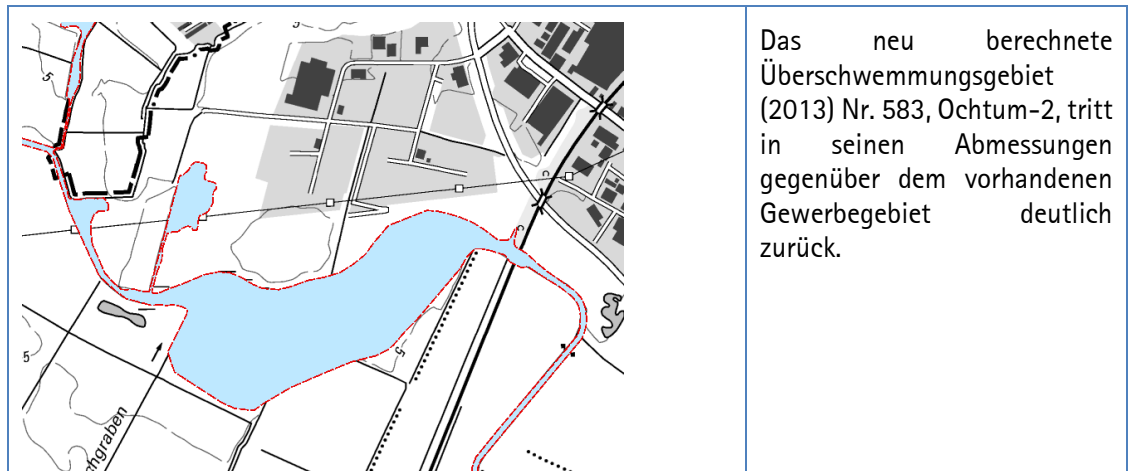 Das neu berechnete
Überschwemmungsgebiet
(2013) Nr. 583, Ochtum-2, tritt
in seinen Abmessungen
gegenüber dem vorhandenen
Gewerbegebiet deutlich
zurück.
5
5
5
chgraben